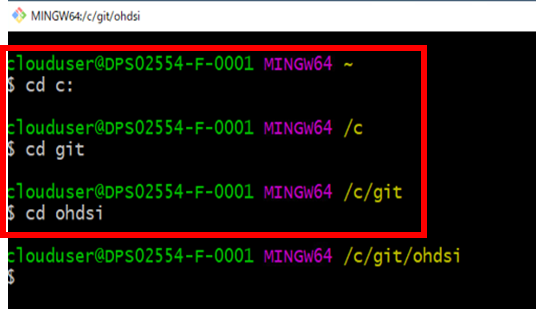 MINGW64:/c/git/ohdsi
clouduser@DPS02554-F-0001 MINGW64 ~
$ cd c:
clouduser@DPS02554-F-0001 MINGW64 /c
$ cd git
clouduser@DPS02554-F-0001 MINGW64 /c/git
$ cd ohdsi
clouduser@DPS02554-F-0001 MINGW64 /c/git/ohdsi
$